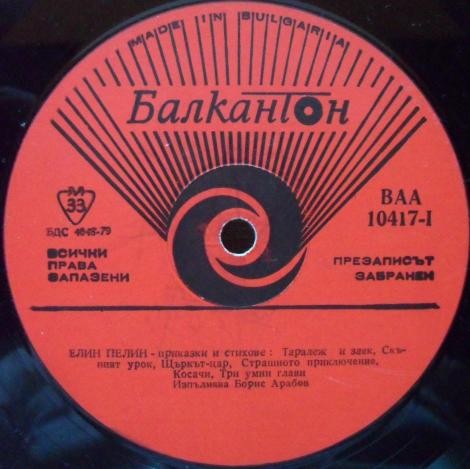 MADE IN BULGARIA
Балкантон
М
33
БДС 4048-79
ВАА
10417-I
ВСИЧКИ
ПРАВА
ЗАПАЗЕНИ
ПРЕЗАПИСЪТ
ЗАБРАНЕН
ЕЛИН ПЕЛИН - приказки и стихове : Таралеж и заек, Скъ-
пият урок, Щъркът-цар, Страшното приключение,
Косачи, Три умни глави
Изпълнява Борис Арабов